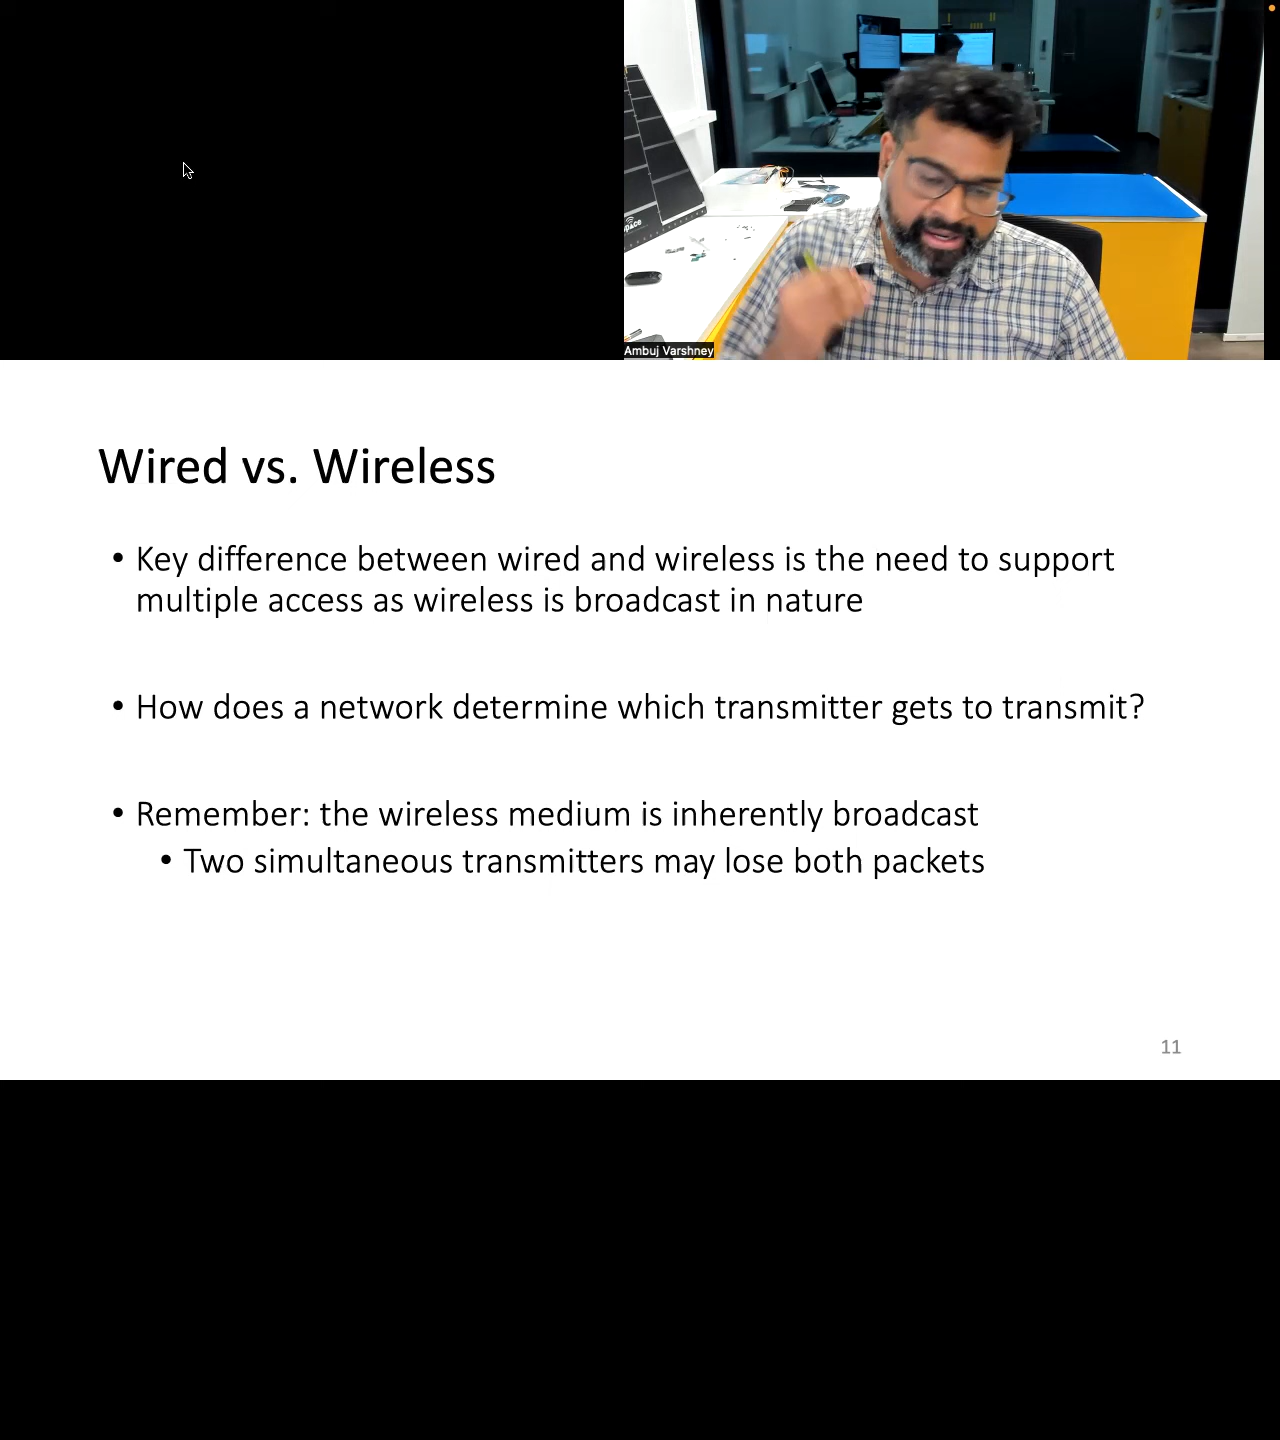 space
Ambuj Varshney
Wired vs. Wireless
• Key difference between wired and wireless is the need to support
multiple access as wireless is broadcast in nature
• How does a network determine which transmitter gets to transmit?
• Remember: the wireless medium is inherently broadcast
• Two simultaneous transmitters may lose both packets
11